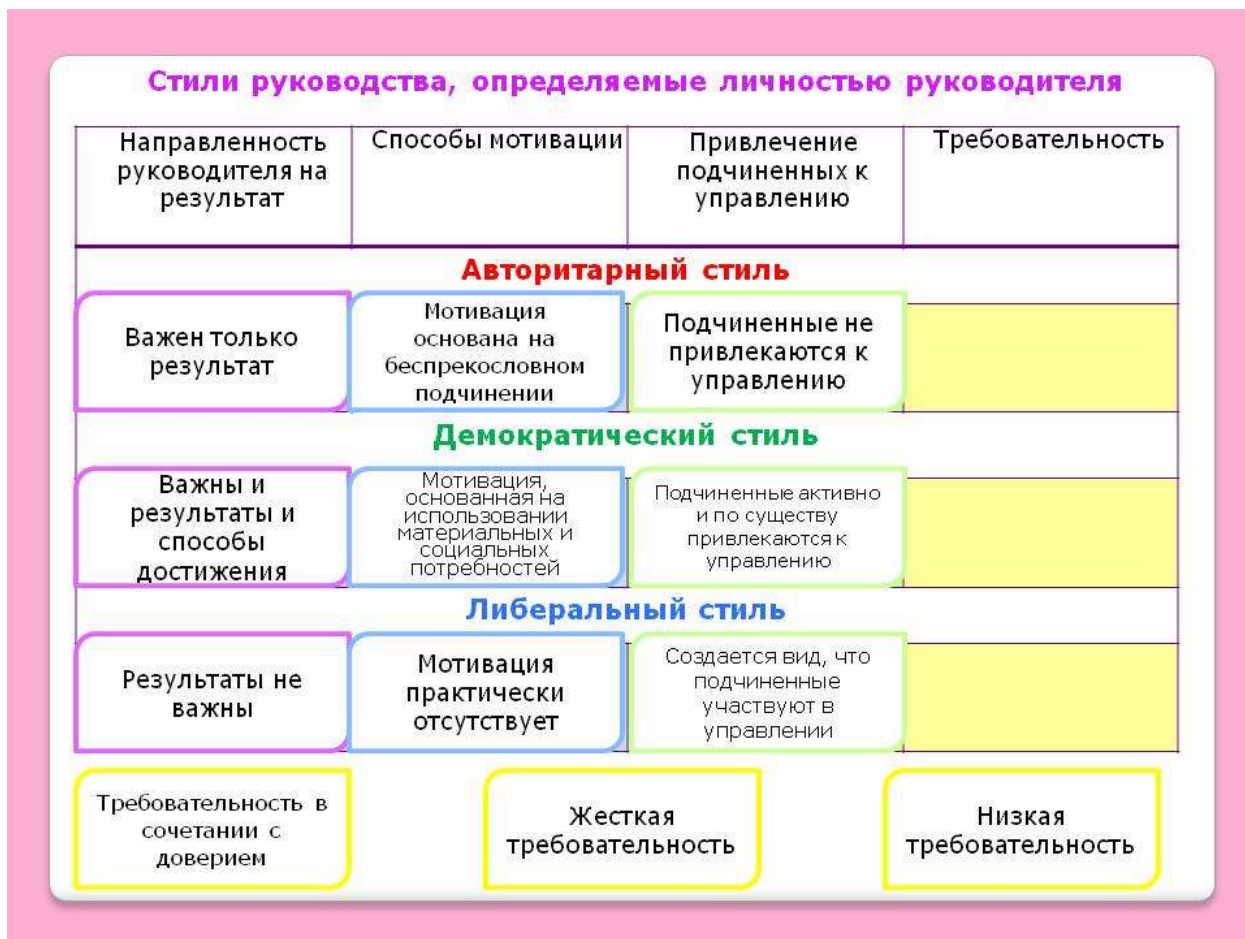 Стили руководства, определяемые личностью руководителя
Направленность
руководителя на
результат
Способы мотивации
Привлечение
подчиненных к
управлению
Требовательность
Авторитарный стиль
Важен только
результат
Мотивация
основана на
беспрекословном
подчинении
Подчиненные не
привлекаются к
управлению
Демократический стиль
Важны и
результаты и
способы
достижения
Мотивация,
основанная на
использовании
материальных и
социальных
потребностей
Подчиненные активно
и по существу
привлекаются к
управлению
Либеральный стиль
Результаты не
важны
Мотивация
практически
отсутствует
Создается вид, что
подчиненные
участвуют в
управлении
Требовательность в
сочетании с
доверием
Жесткая
требовательность
Низкая
требовательность